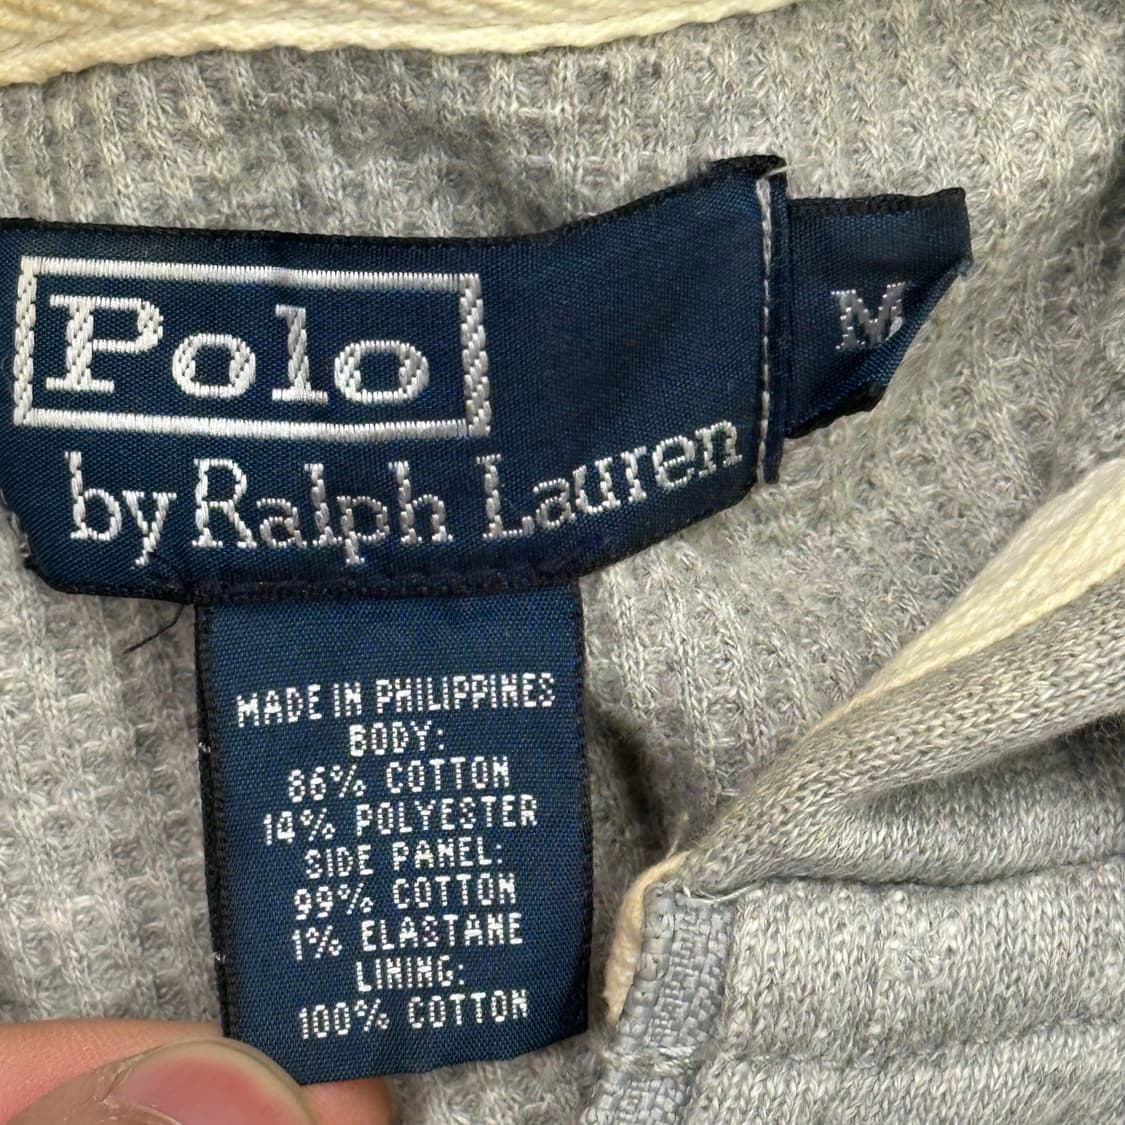 Polo
by Ralph Lauren
M
MADE IN PHILIPPINES
BODY:
86% COTTON
14% POLYESTER
SIDE PANEL:
99% COTTON
1% ELASTANE
LINING:
100% COTTON